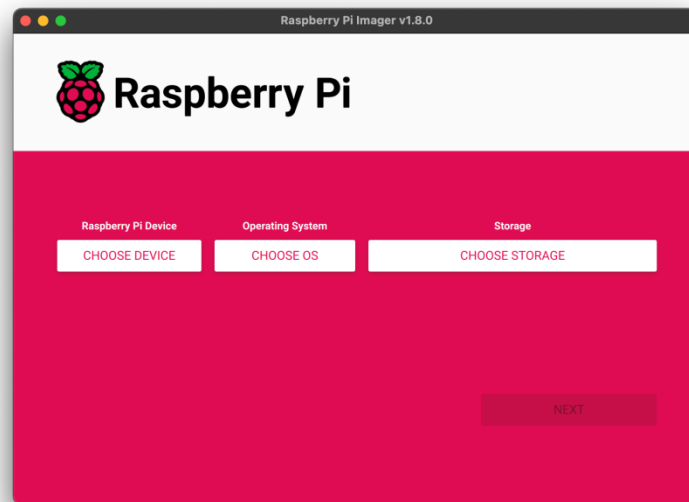 Raspberry Pi Imager v1.8.0
Raspberry Pi
Raspberry Pi Device Operating System Storage
CHOOSE DEVICE CHOOSE OS CHOOSE STORAGE
NEXT